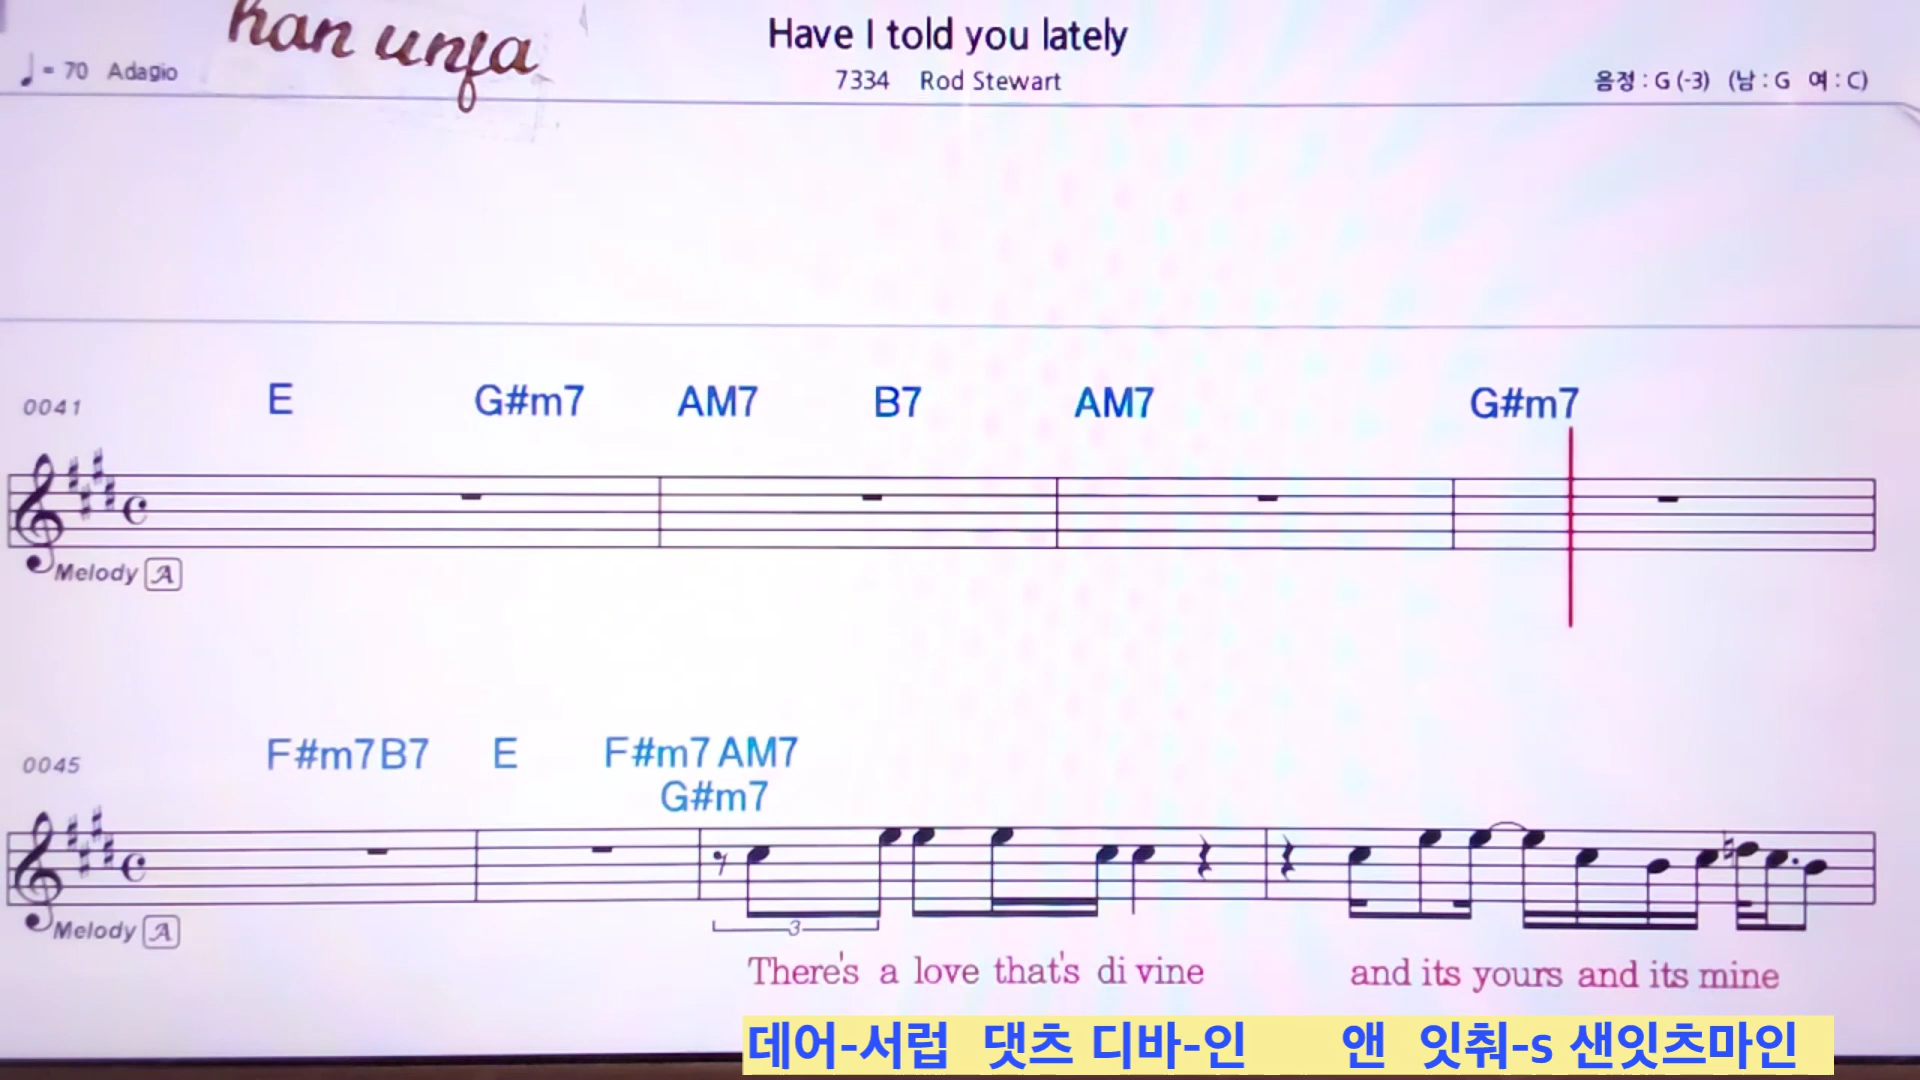 han unja
Have I told you lately
= 70 Adagio
7334 Rod Stewart
음정 : G (-3) (남 : G 여 : C)
0041
E G#m7 AM7 B7 AM7 G#m7
Melody A
0045
F#m7 B7 E F#m7 AM7
G#m7
3
Melody A
There's a love that's di vine and its yours and its mine
데어-서럽 댓츠 디바-인 앤 잇춰-s 샌잇츠마인